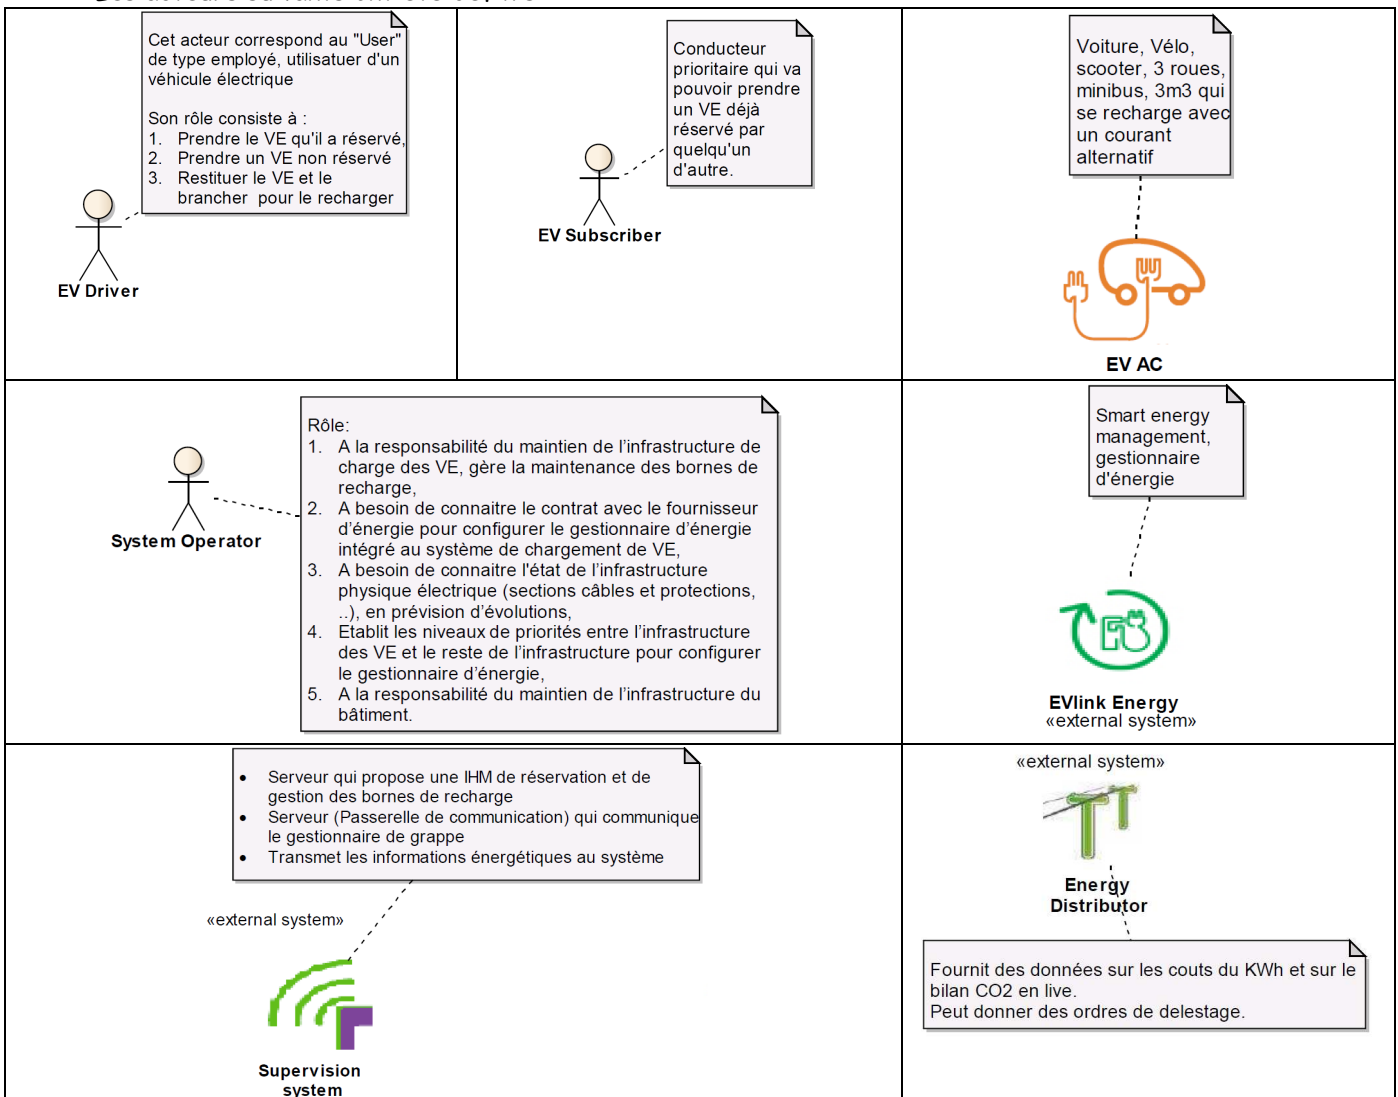 Cet acteur correspond au "User"
de type employé, utilisatuer d'un
véhicule électrique
Son rôle consiste à :
1. Prendre le VE qu'il a réservé,
2. Prendre un VE non réservé
3. Restituer le VE et le
brancher pour le recharger
EV Driver
Conducteur
prioritaire qui va
pouvoir prendre
un VE déjà
réservé par
quelqu'un
d'autre.
EV Subscriber
Voiture, Vélo,
scooter, 3 roues,
minibus, 3m3 qui
se recharge avec
un courant
alternatif
EV AC
Rôle:
1. A la responsabilité du maintien de l’infrastructure de
charge des VE, gère la maintenance des bornes de
recharge,
2. A besoin de connaitre le contrat avec le fournisseur
d’énergie pour configurer le gestionnaire d’énergie
intégré au système de chargement de VE,
3. A besoin de connaitre l'état de l’infrastructure
physique électrique (sections câbles et protections,
..), en prévision d’évolutions,
4. Etablit les niveaux de priorités entre l’infrastructure
des VE et le reste de l’infrastructure pour configurer
le gestionnaire d’énergie,
5. A la responsabilité du maintien de l’infrastructure du
bâtiment.
System Operator
Smart energy
management,
gestionnaire
d'énergie
EVlink Energy
«external system»
• Serveur qui propose une IHM de réservation et de
gestion des bornes de recharge
• Serveur (Passerelle de communication) qui communique
le gestionnaire de grappe
• Transmet les informations énergétiques au système
«external system»
Supervision
system
«external system»
Energy
Distributor
Fournit des données sur les couts du KWh et sur le
bilan CO2 en live.
Peut donner des ordres de delestage.